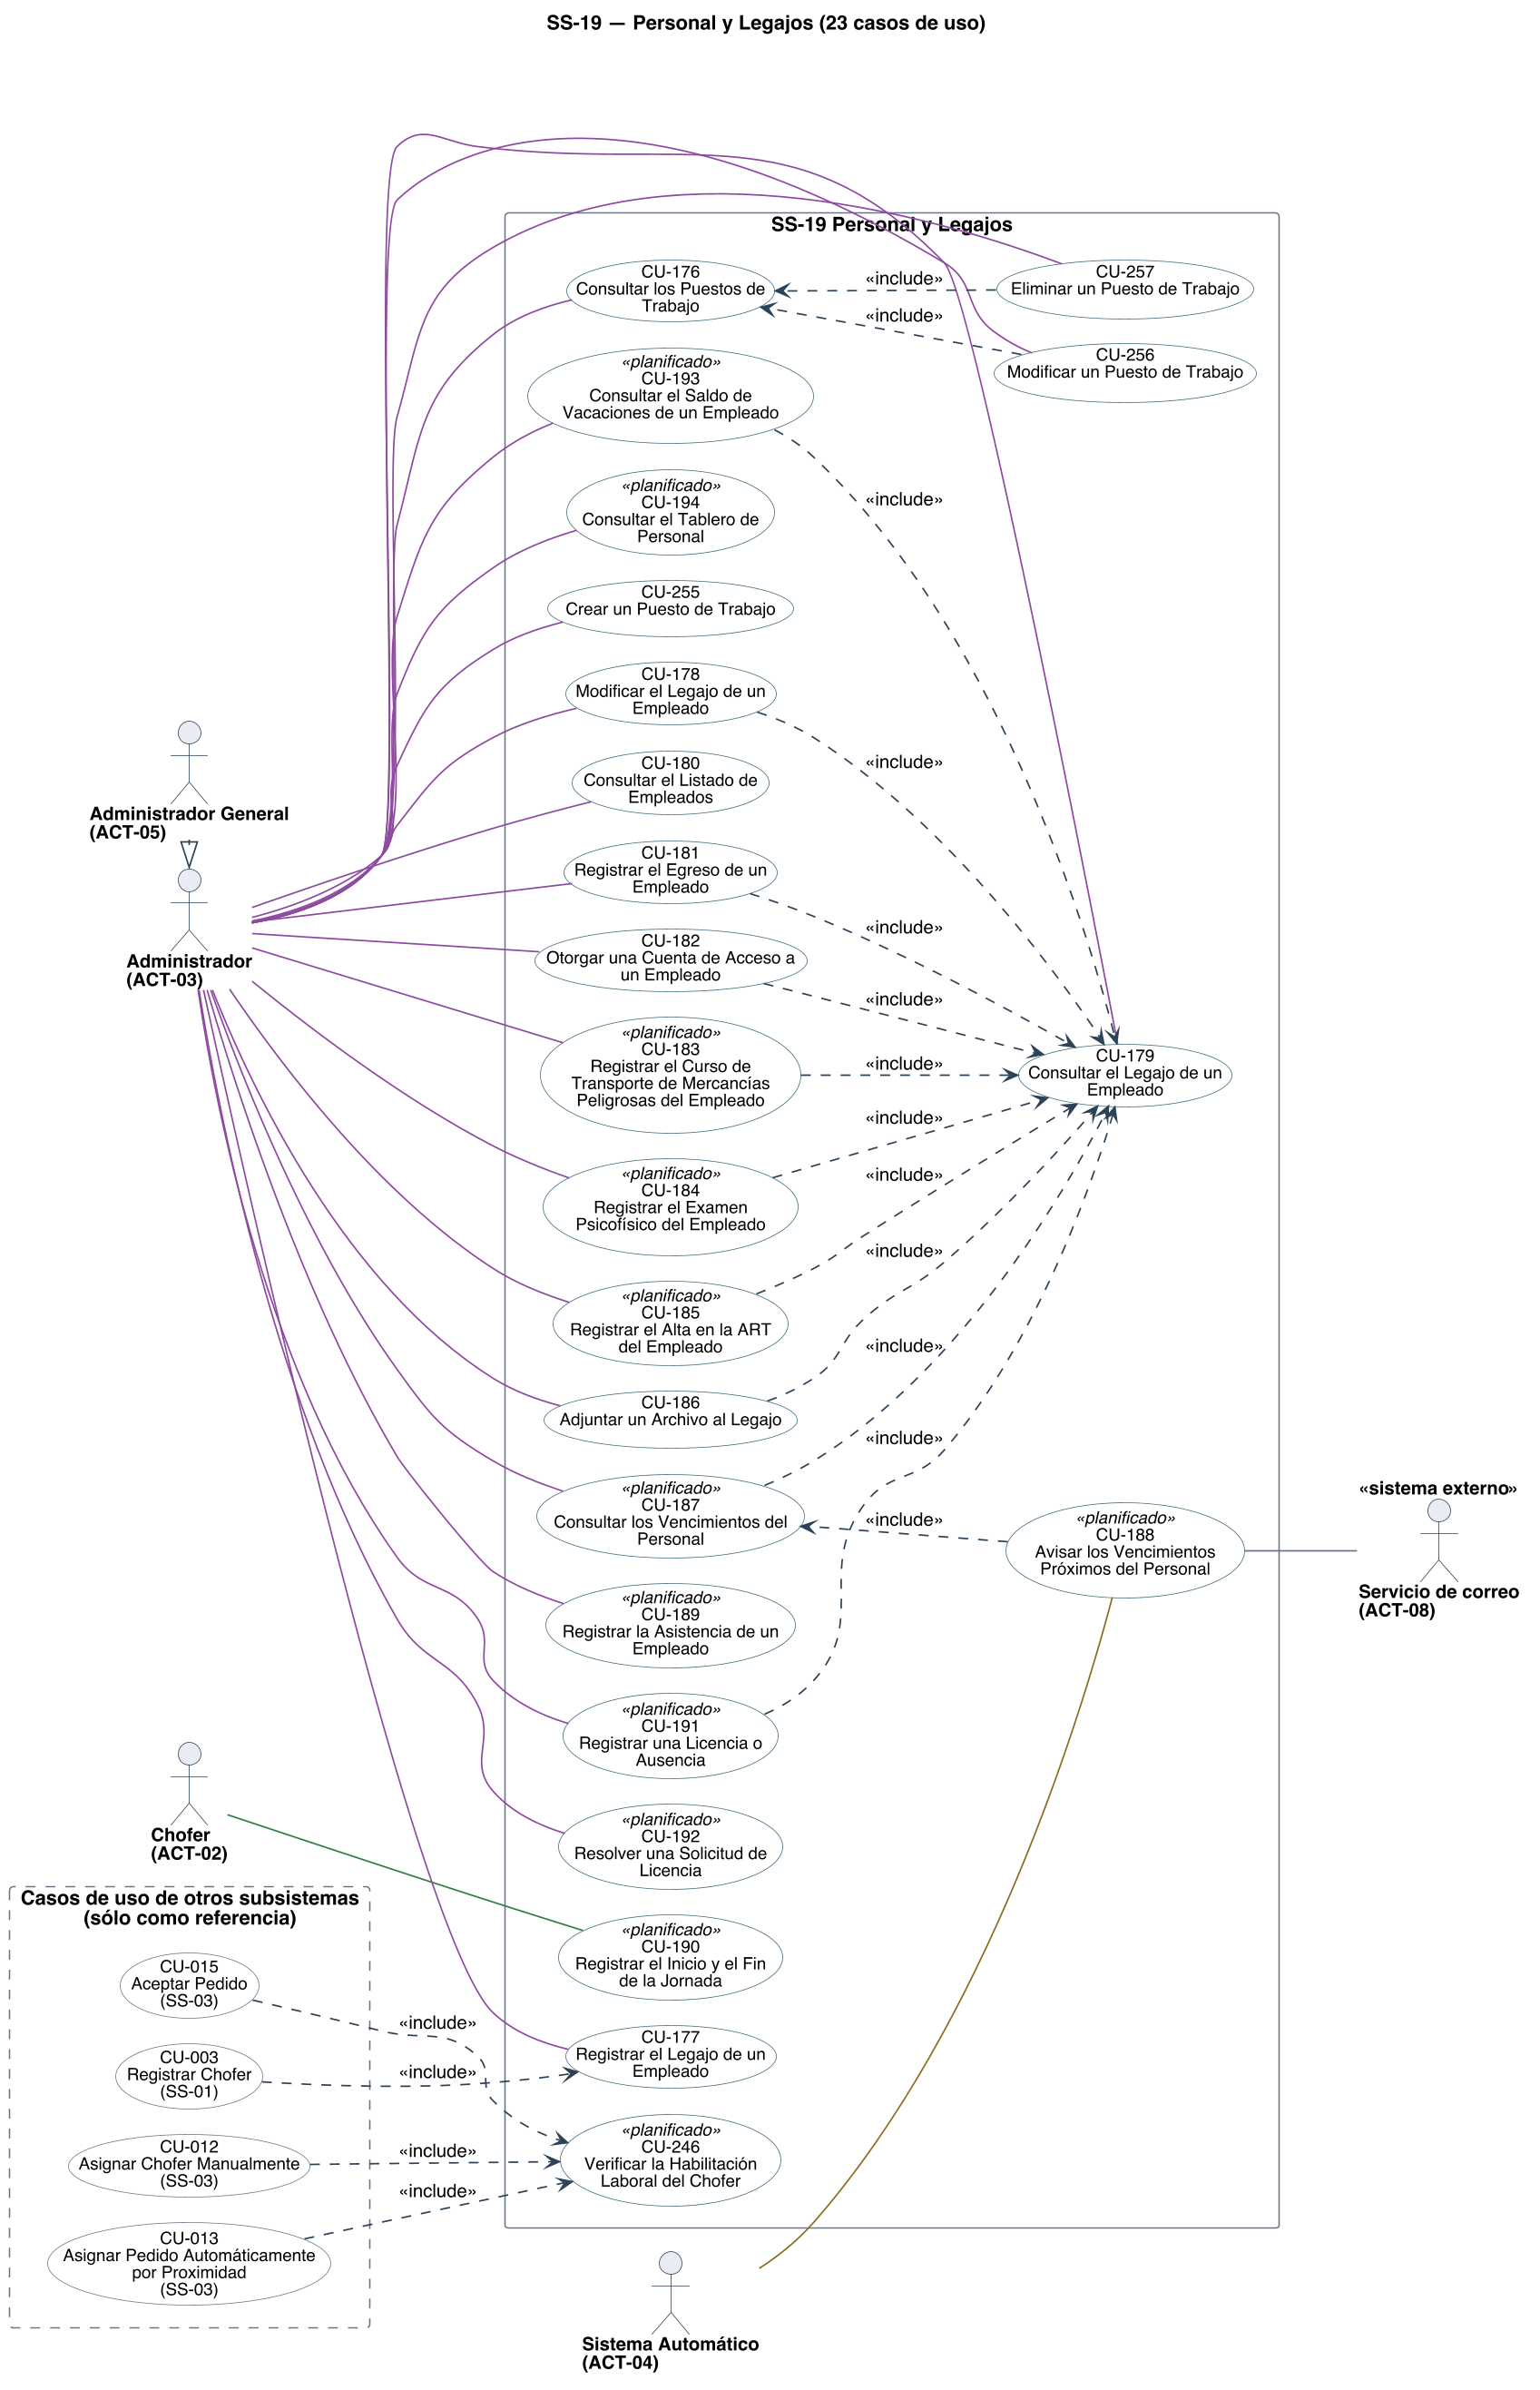 SS-19 — Personal y Legajos (23 casos de uso)
SS-19 Personal y Legajos
CU-176
Consultar los Puestos de
Trabajo
«include»
CU-257
Eliminar un Puesto de Trabajo
«include»
CU-256
Modificar un Puesto de Trabajo
«planificado»
CU-193
Consultar el Saldo de
Vacaciones de un Empleado
«include»
«planificado»
CU-194
Consultar el Tablero de
Personal
CU-255
Crear un Puesto de Trabajo
CU-178
Modificar el Legajo de un
Empleado
«include»
CU-180
Consultar el Listado de
Empleados
Administrador General
(ACT-05)
CU-181
Registrar el Egreso de un
Empleado
«include»
Administrador
(ACT-03)
CU-182
Otorgar una Cuenta de Acceso a
un Empleado
«include»
«planificado»
CU-183
Registrar el Curso de
Transporte de Mercancías
Peligrosas del Empleado
«include»
CU-179
Consultar el Legajo de un
Empleado
«include»
«planificado»
CU-184
Registrar el Examen
Psicofísico del Empleado
«include»
«include»
«planificado»
CU-185
Registrar el Alta en la ART
del Empleado
«include»
CU-186
Adjuntar un Archivo al Legajo
«include»
«planificado»
CU-187
Consultar los Vencimientos del
Personal
«include»
«planificado»
CU-188
Avisar los Vencimientos
Próximos del Personal
«sistema externo»
Servicio de correo
(ACT-08)
«planificado»
CU-189
Registrar la Asistencia de un
Empleado
«planificado»
CU-191
Registrar una Licencia o
Ausencia
«planificado»
CU-192
Resolver una Solicitud de
Licencia
Chofer
(ACT-02)
«planificado»
CU-190
Registrar el Inicio y el Fin
de la Jornada
Casos de uso de otros subsistemas
(sólo como referencia)
CU-015
Aceptar Pedido
(SS-03)
«include»
CU-177
Registrar el Legajo de un
Empleado
CU-003
Registrar Chofer
(SS-01)
«include»
«planificado»
CU-246
Verificar la Habilitación
Laboral del Chofer
CU-012
Asignar Chofer Manualmente
(SS-03)
«include»
«include»
CU-013
Asignar Pedido Automáticamente
por Proximidad
(SS-03)
Sistema Automático
(ACT-04)